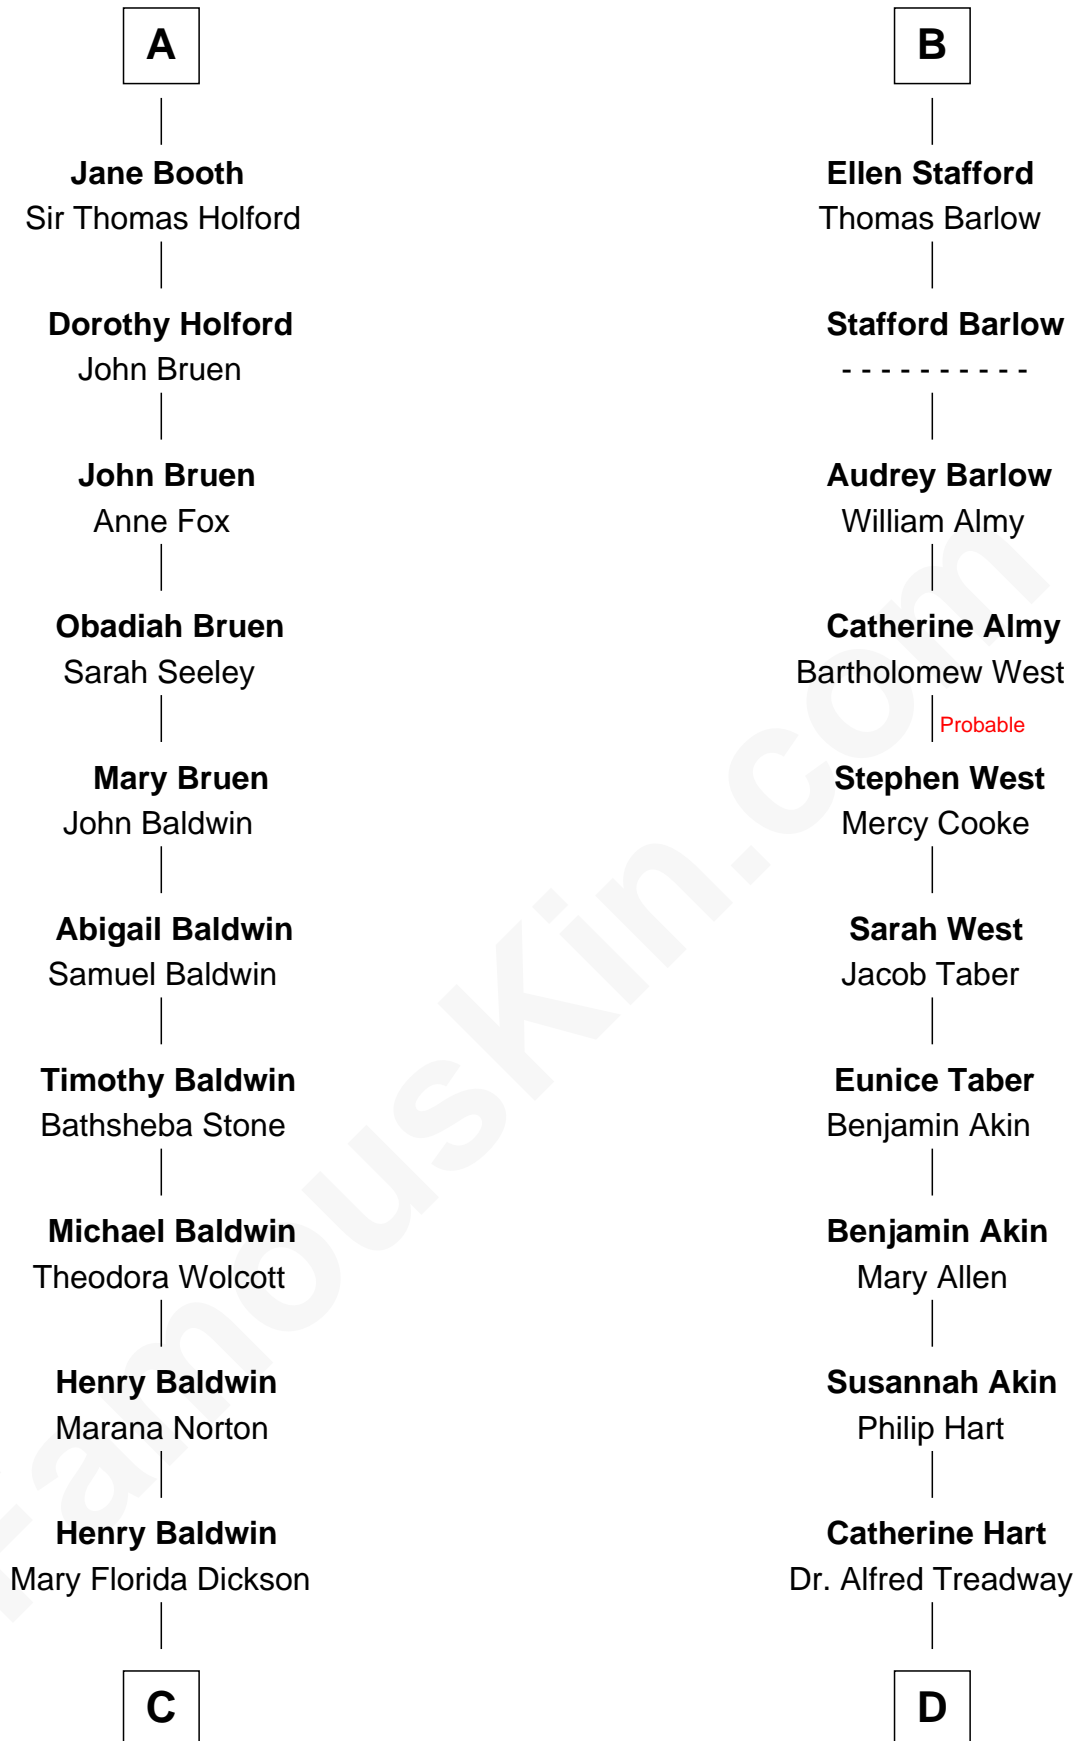 A
Jane Booth
Sir Thomas Holford
Dorothy Holford
John Bruen
John Bruen
Anne Fox
Obadiah Bruen
Sarah Seeley
Mary Bruen
John Baldwin
Abigail Baldwin
Samuel Baldwin
Timothy Baldwin
Bathsheba Stone
Michael Baldwin
Theodora Wolcott
Henry Baldwin
Marana Norton
Henry Baldwin
Mary Florida Dickson
C
B
Ellen Stafford
Thomas Barlow
Stafford Barlow
- - - - - - - - - -
Audrey Barlow
William Almy
Catherine Almy
Bartholomew West
Probable
Stephen West
Mercy Cooke
Sarah West
Jacob Taber
Eunice Taber
Benjamin Akin
Benjamin Akin
Mary Allen
Susannah Akin
Philip Hart
Catherine Hart
Dr. Alfred Treadway
D
FamousKin.com